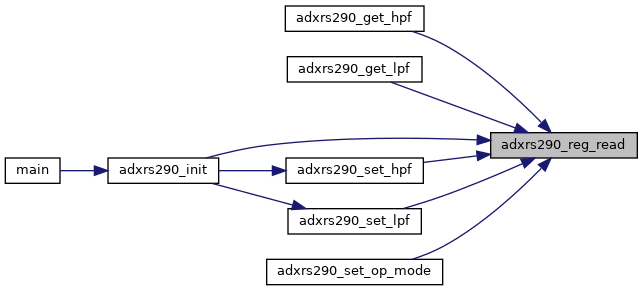 adxrs290_get_hpf
adxrs290_get_lpf
adxrs290_reg_read
main
adxrs290_init
adxrs290_set_hpf
adxrs290_set_lpf
adxrs290_set_op_mode